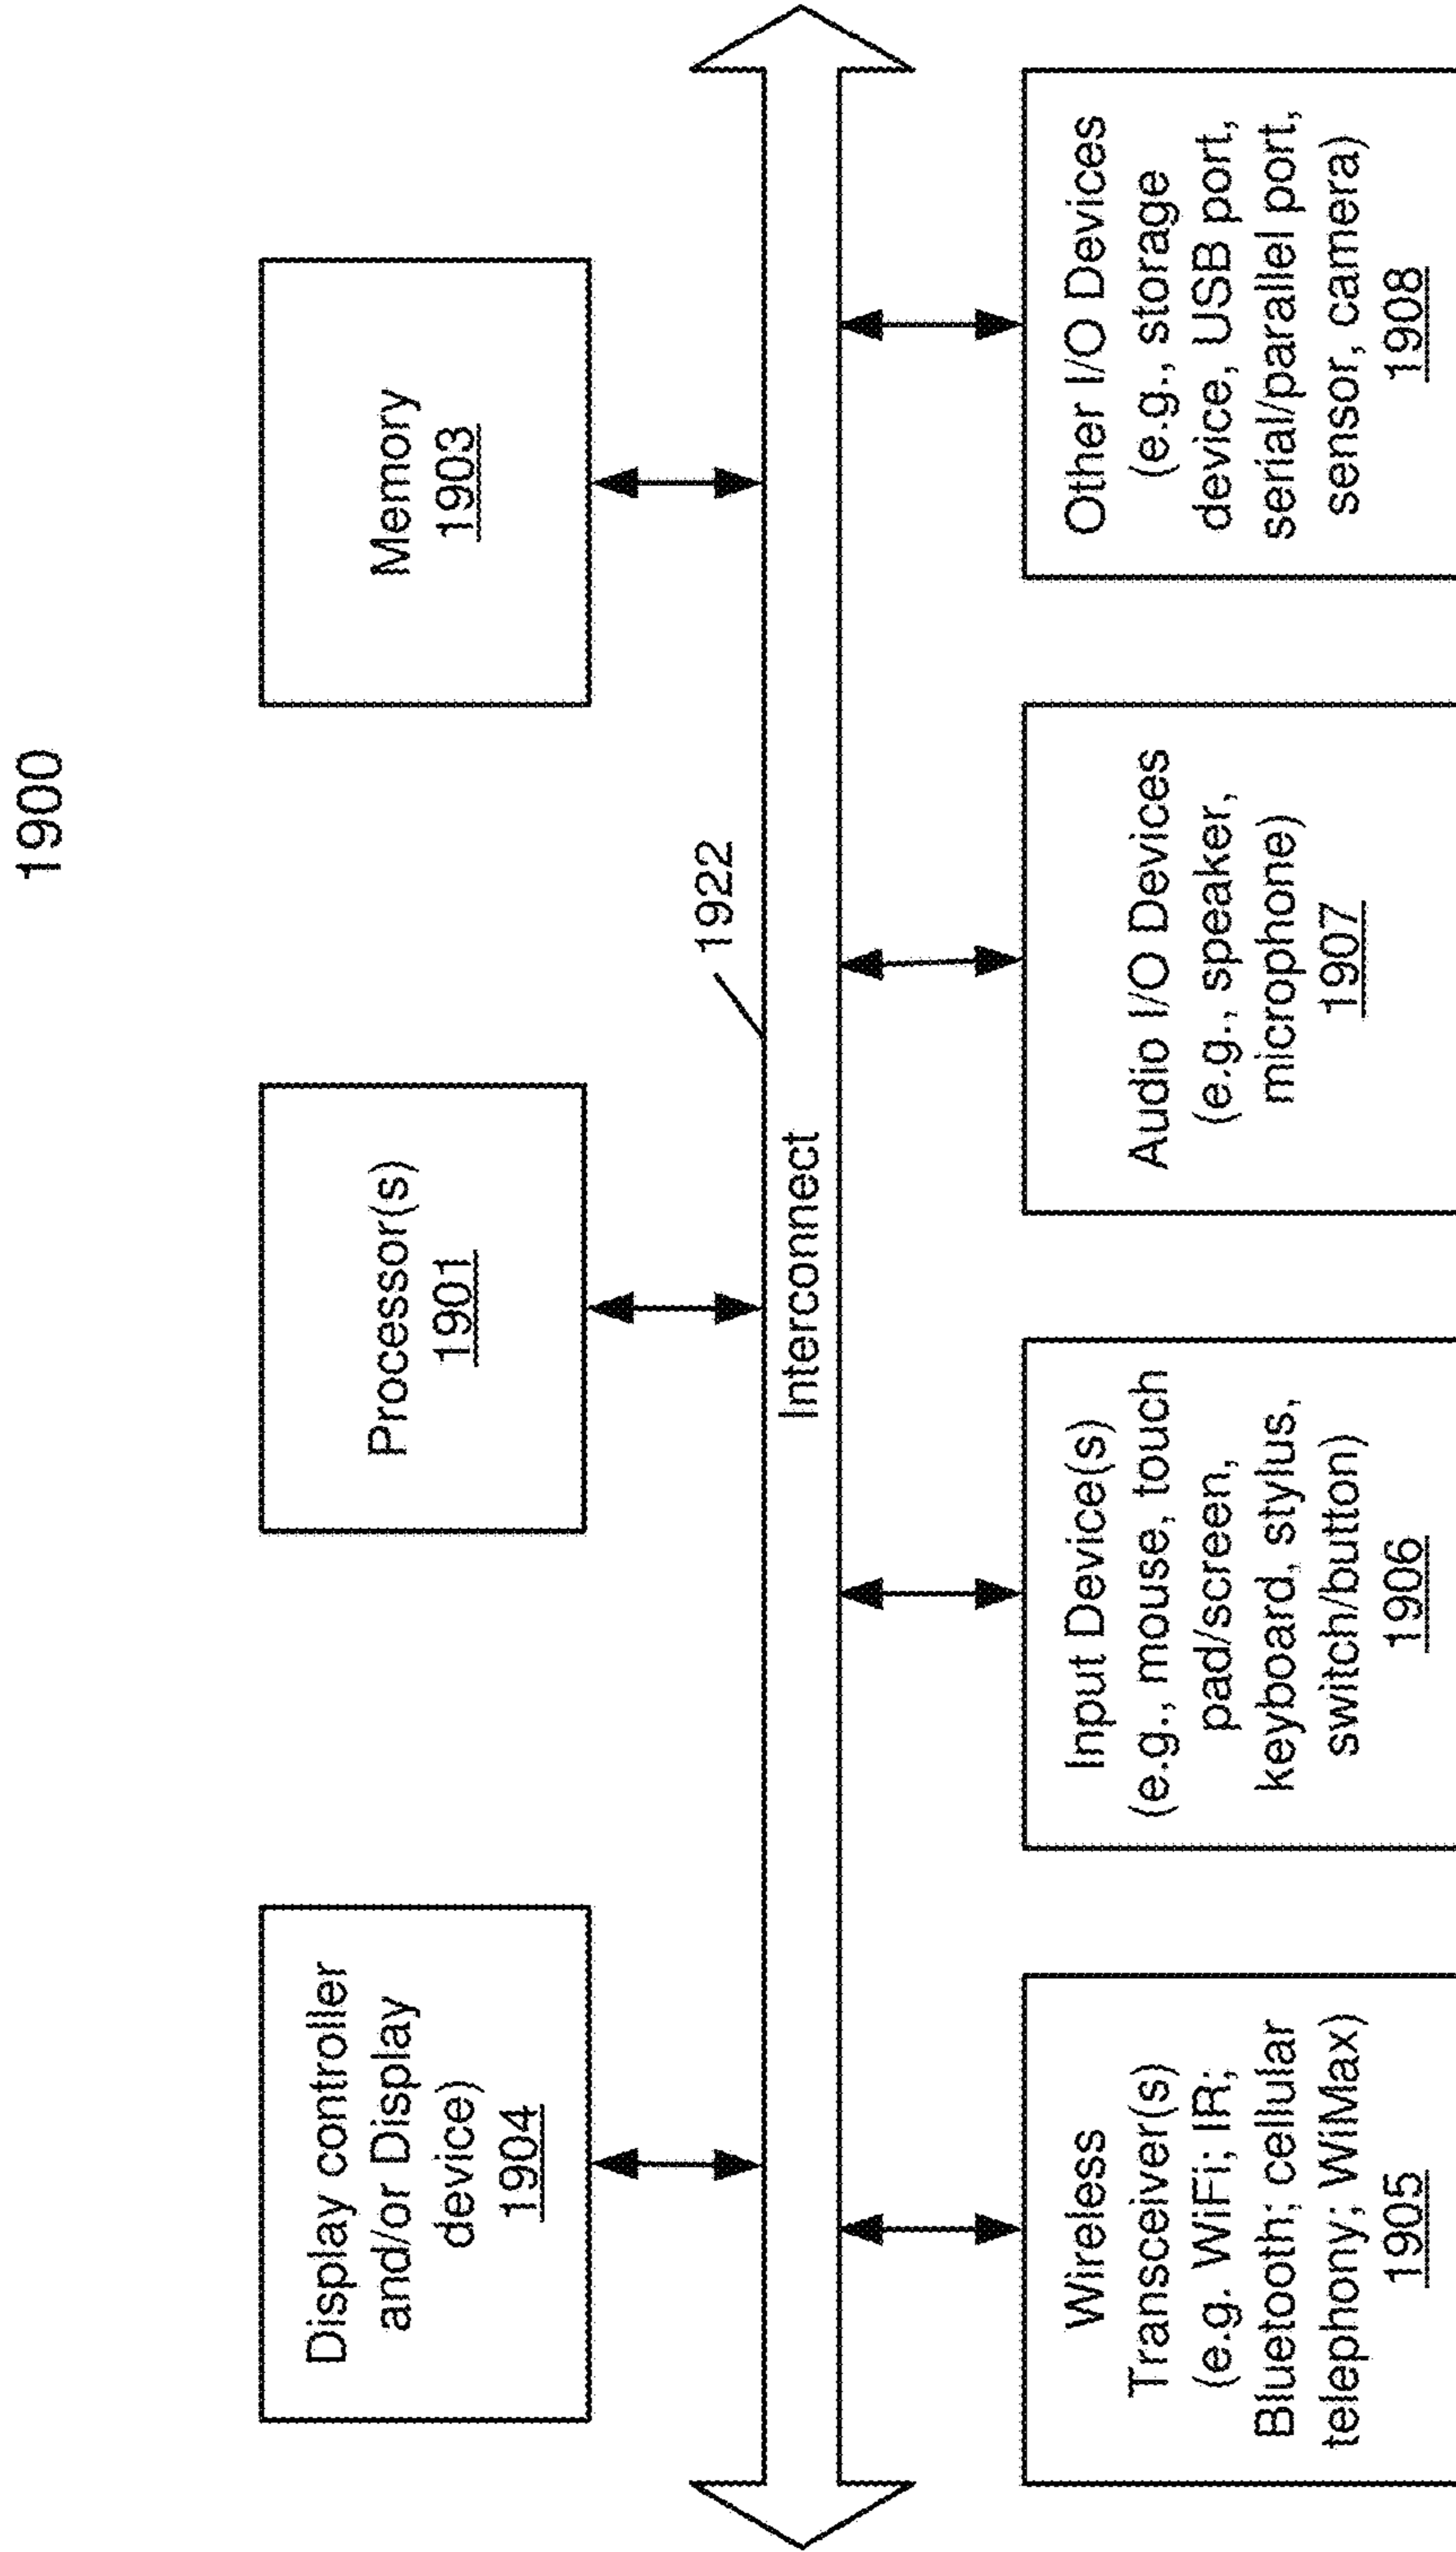 1900
Display controller
and/or Display
device)
1904
Processor(s)
1901
Memory
1903
1922
Interconnect
Wireless
Transceiver(s)
(e.g. WiFi; IR;
Bluetooth; cellular
telephony; WiMax)
1905
Input Device(s)
(e.g., mouse, touch
pad/screen,
keyboard, stylus,
switch/button)
1906
Audio I/O Devices
(e.g., speaker,
microphone)
1907
Other I/O Devices
(e.g., storage
device, USB port,
serial/parallel port,
sensor, camera)
1908